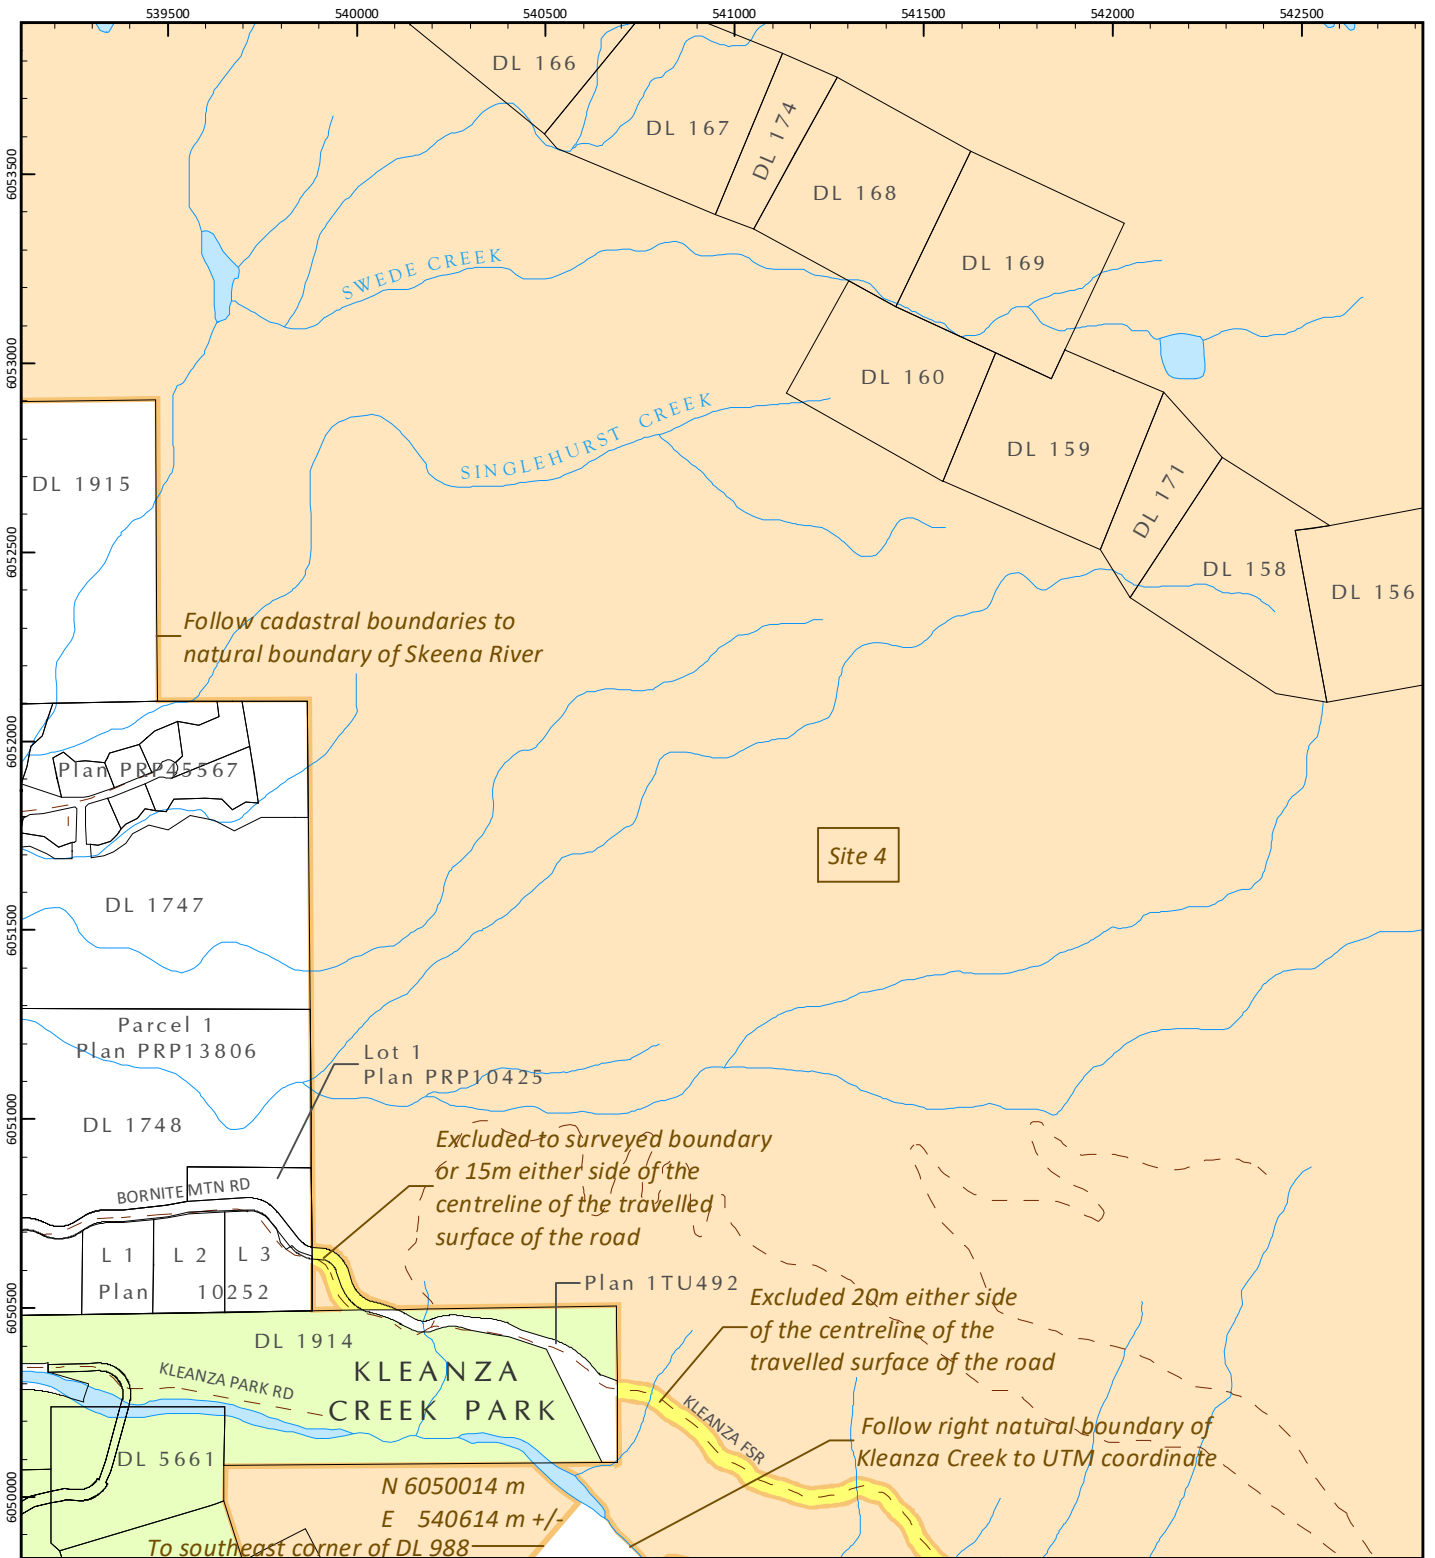 539500 540000 540500 541000 541500 542000 542500
6053500
6053000
6052500
6052000
6051500
6051000
6050500
6050000
DL 166
DL 167
DL 174
DL 168
DL 169
SWEDE CREEK
DL 160
SINGLEHURST CREEK
DL 159
DL 171
DL 158
DL 156
DL 1915
Follow cadastral boundaries to
natural boundary of Skeena River
Plan PRP45567
Site 4
DL 1747
Parcel 1
Plan PRP13806
Lot 1
Plan PRP10425
DL 1748
Excluded to surveyed boundary
or 15m either side of the
centreline of the travelled
surface of the road
BORNITE MTN RD
L 1 L 2 L 3
Plan 10252
Plan 1TU492
Excluded 20m either side
of the centreline of the
travelled surface of the road
DL 1914
KLEANZA
CREEK PARK
KLEANZA PARK RD
KLEANZA FSR
Follow right natural boundary of
Kleanza Creek to UTM coordinate
DL 5661
N 6050014 m
E 540614 m +/-
To southeast corner of DL 988